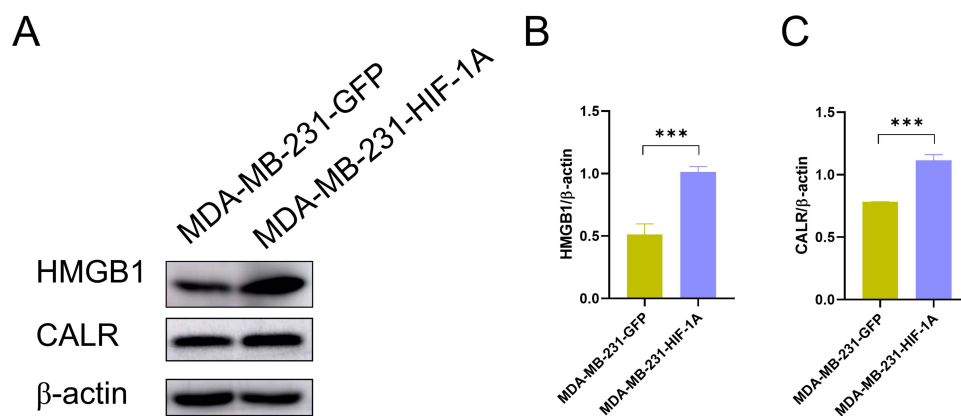 A
MDA-MB-231-GFP
MDA-MB-231-HIF-1A
HMGB1
CALR
β-actin
B
HMGB1/β-actin
1.5
1.0
0.5
0.0
***
MDA-MB-231-GFP
MDA-MB-231-HIF-1A
C
CALR/β-actin
1.5
1.0
0.5
0.0
***
MDA-MB-231-GFP
MDA-MB-231-HIF-1A